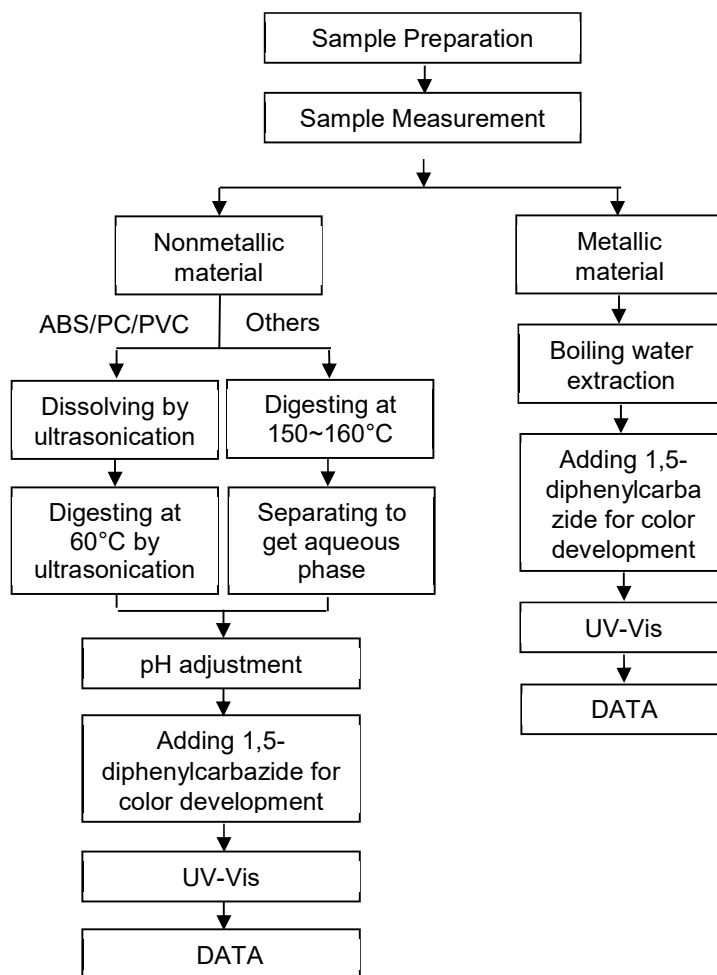 Sample Preparation
Sample Measurement
Nonmetallic
material
Metallic
material
ABS/PC/PVC
Others
Boiling water
extraction
Dissolving by
ultrasonication
Digesting at
150~160°C
Adding 1,5-
diphenylcarba
zide for color
development
Digesting at
60°C by
ultrasonication
Separating to
get aqueous
phase
UV-Vis
pH adjustment
DATA
Adding 1,5-
diphenylcarbazide for
color development
UV-Vis
DATA